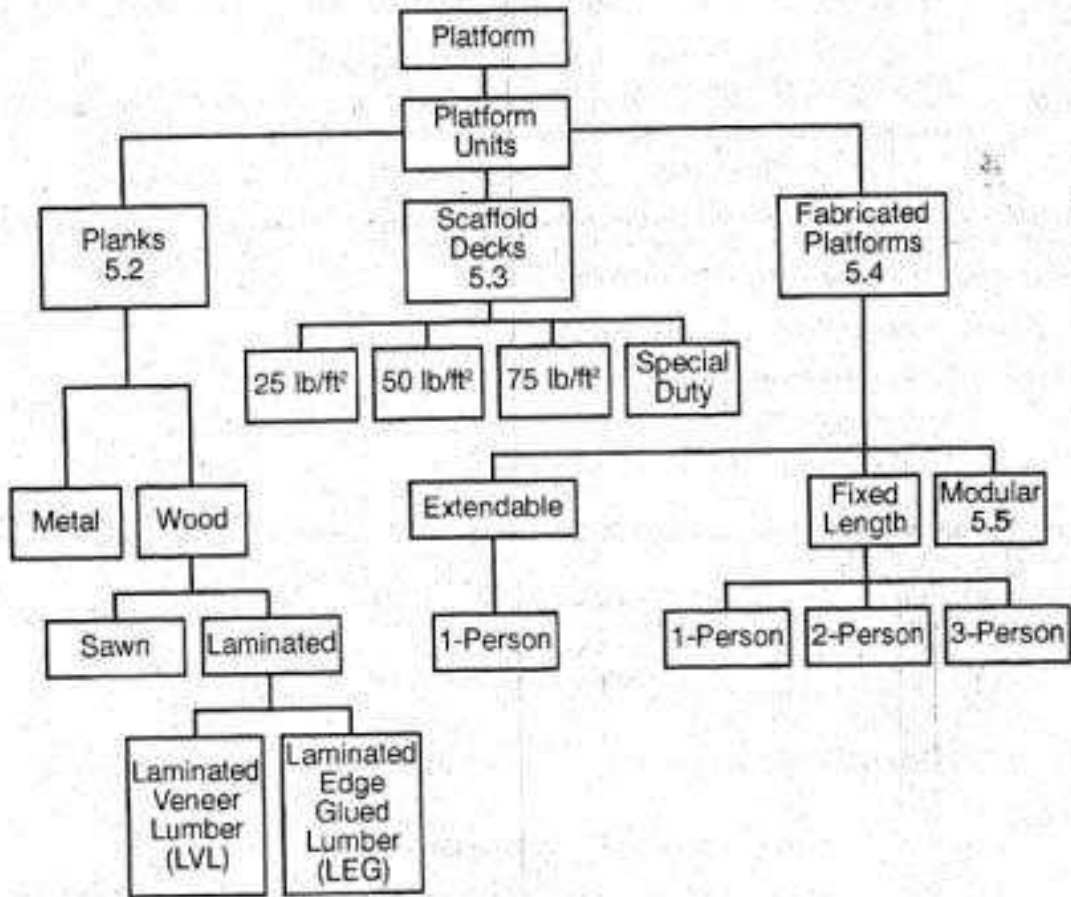 Platform
Platform
Units
Planks
5.2
Scaffold
Decks
5.3
Fabricated
Platforms
5.4
25 lb/ft²
50 lb/ft²
75 lb/ft²
Special
Duty
Metal
Wood
Extendable
Fixed
Length
Modular
5.5
Sawn
Laminated
1-Person
1-Person
2-Person
3-Person
Laminated
Veneer
Lumber
(LVL)
Laminated
Edge
Glued
Lumber
(LEG)